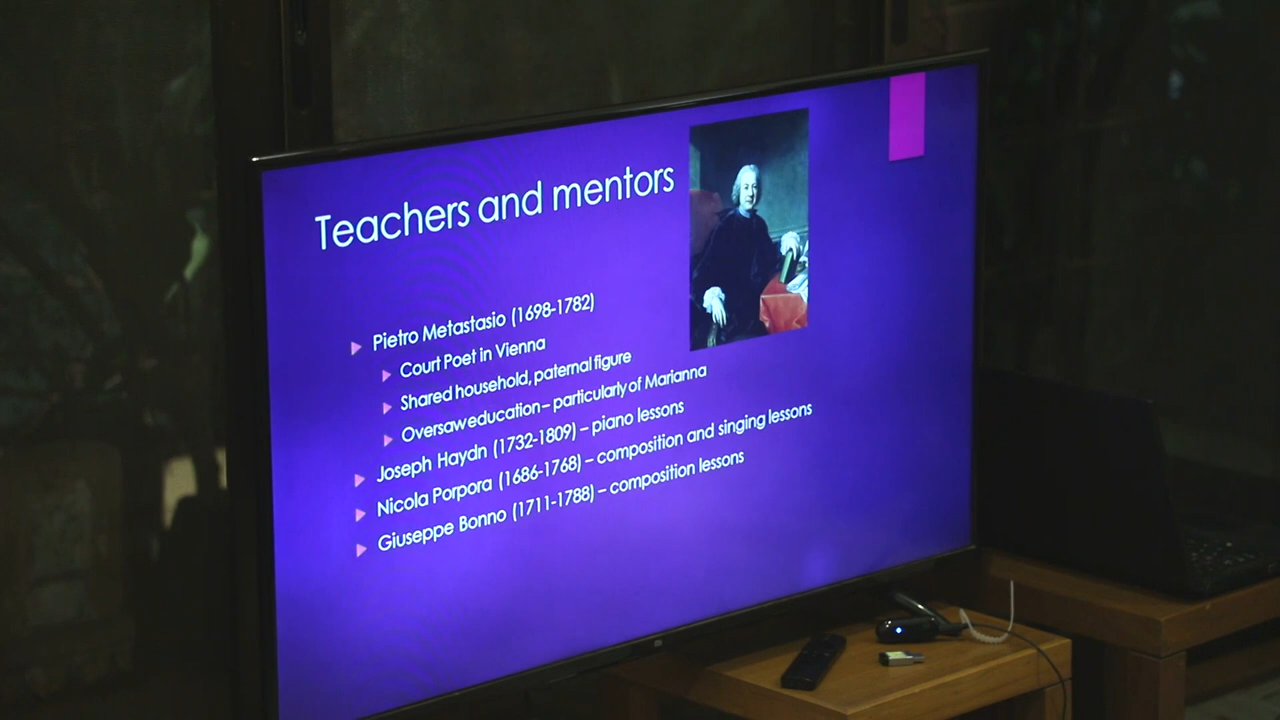 Teachers and mentors
Pietro Metastasio (1698-1782)
Court Poet in Vienna
Shared household, paternal figure
Oversaw education – particularly of Marianna
Joseph Haydn (1732-1809) – piano lessons
Nicola Porpora (1686-1768) – composition and singing lessons
Giuseppe Bonno (1711-1788) – composition lessons